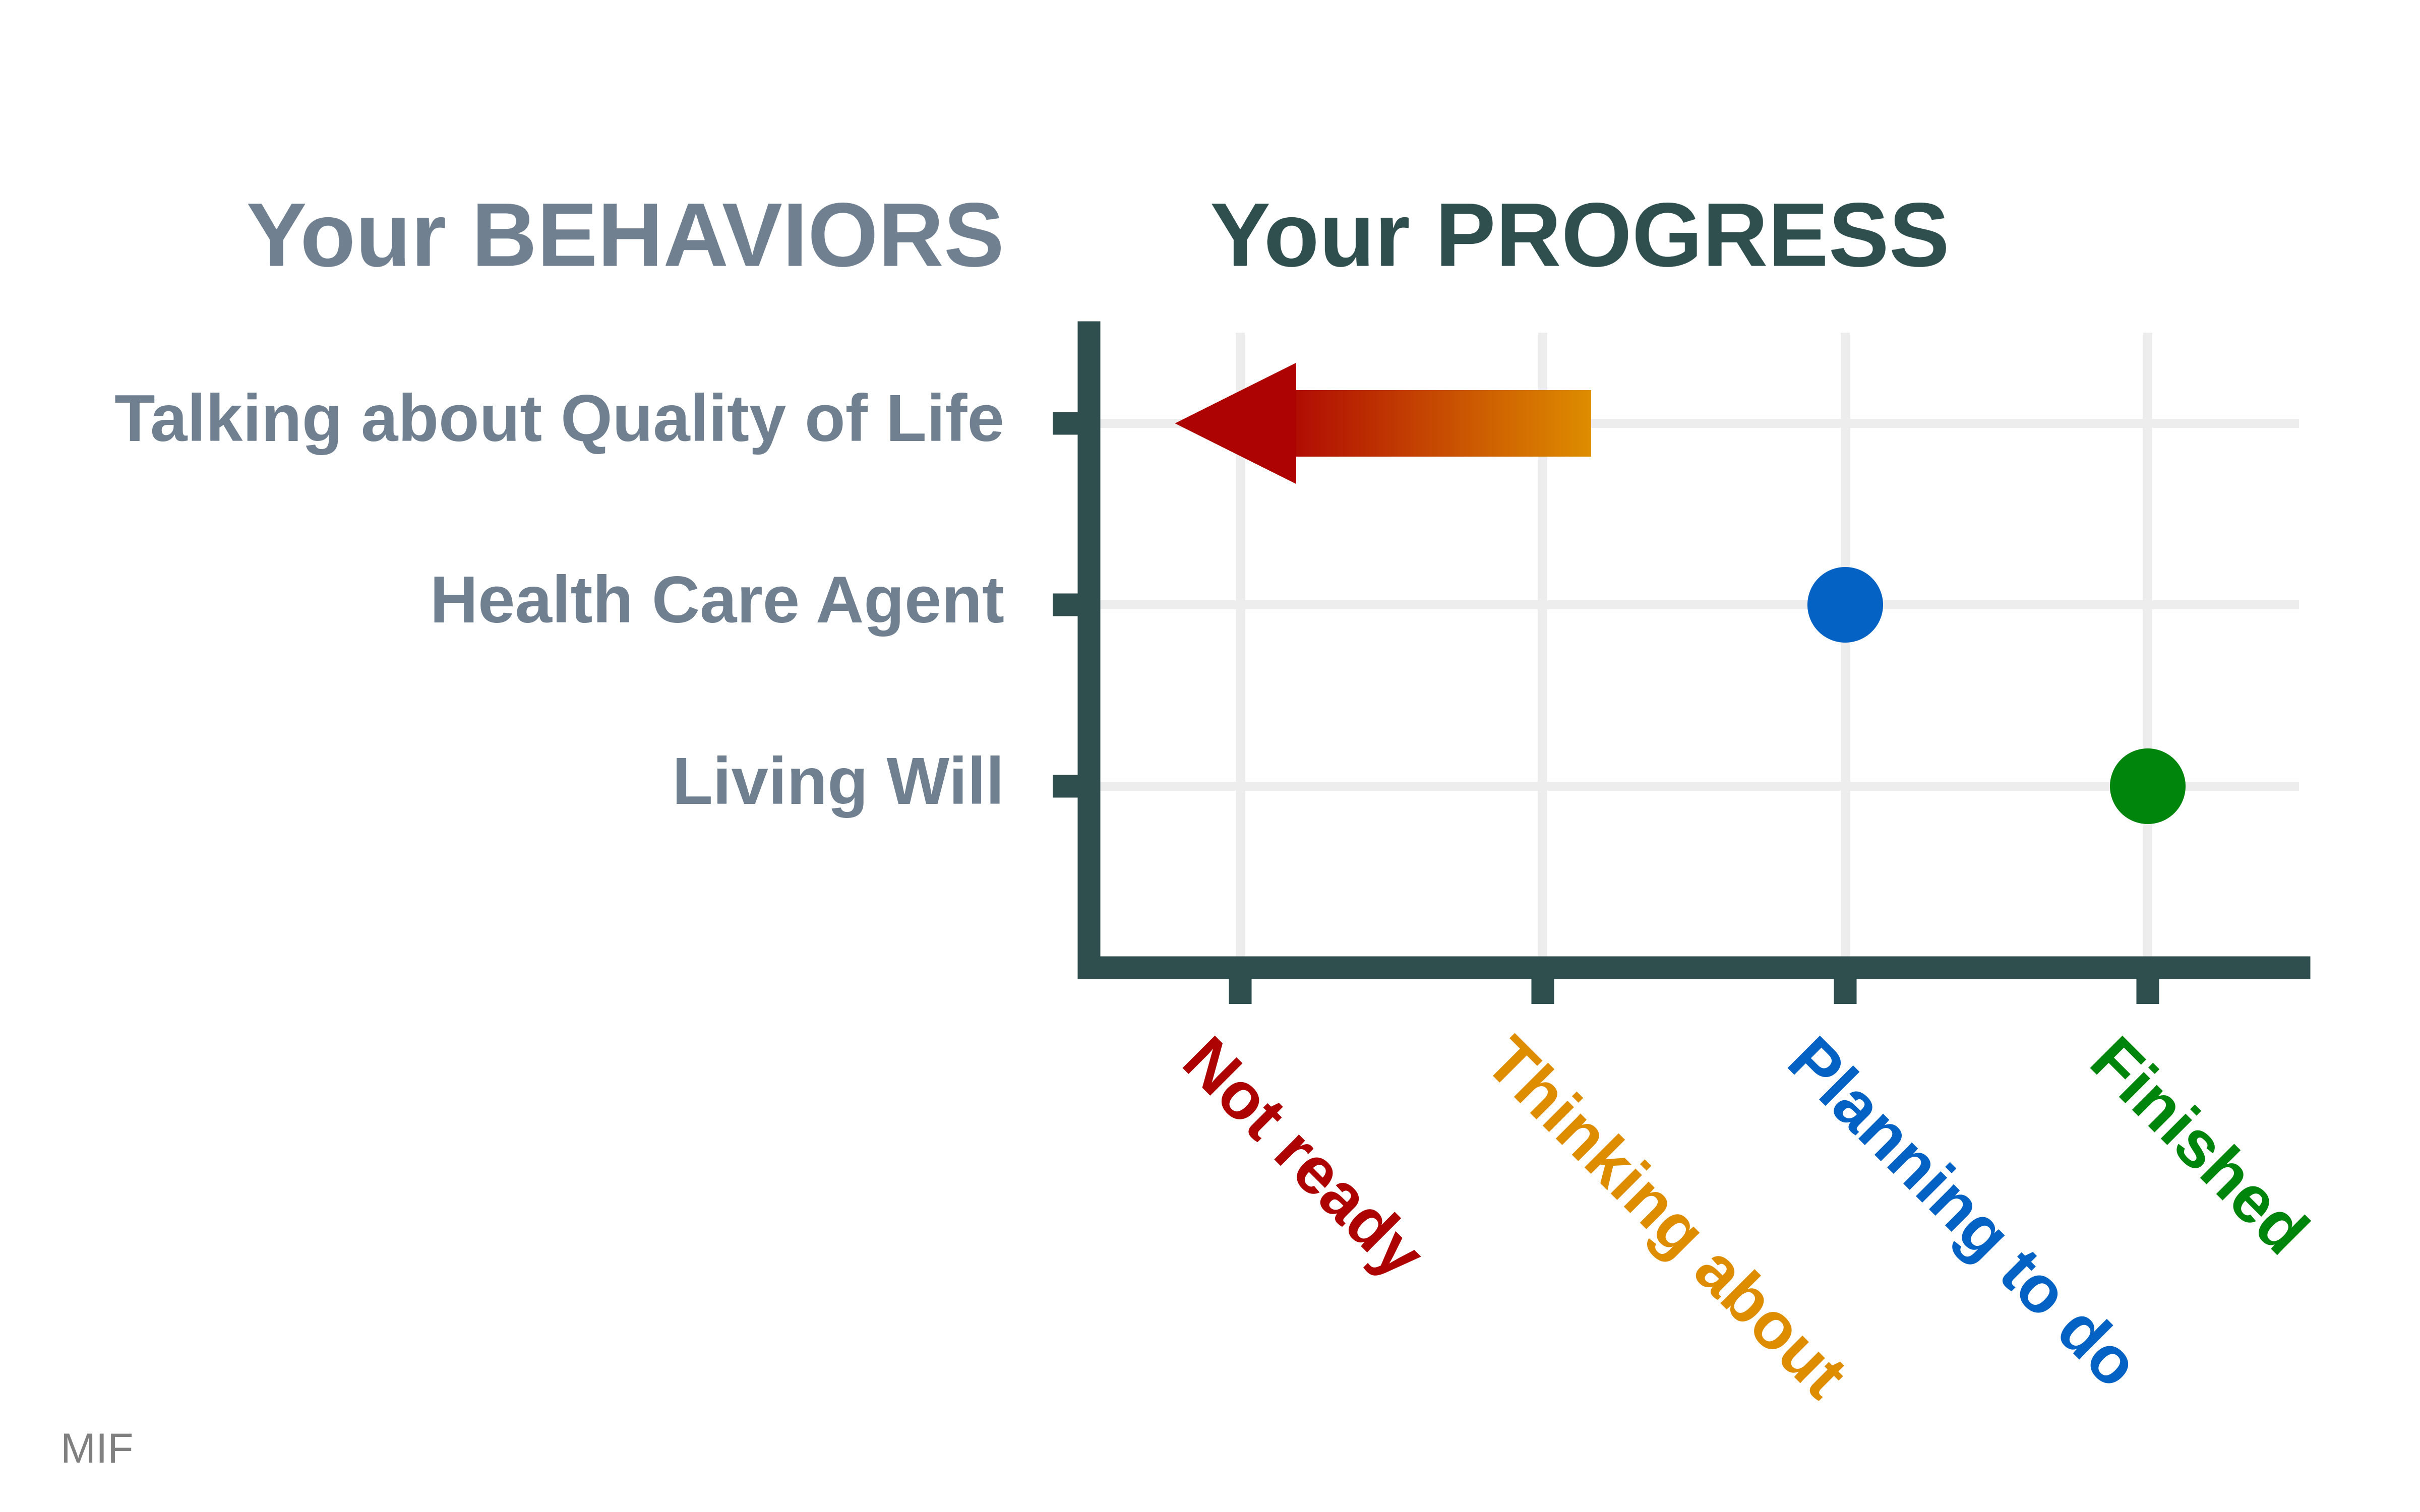 Your BEHAVIORS
Your PROGRESS
Talking about Quality of Life
Health Care Agent
Living Will
Not ready
Thinking about
Planning to do
Finished
MIF